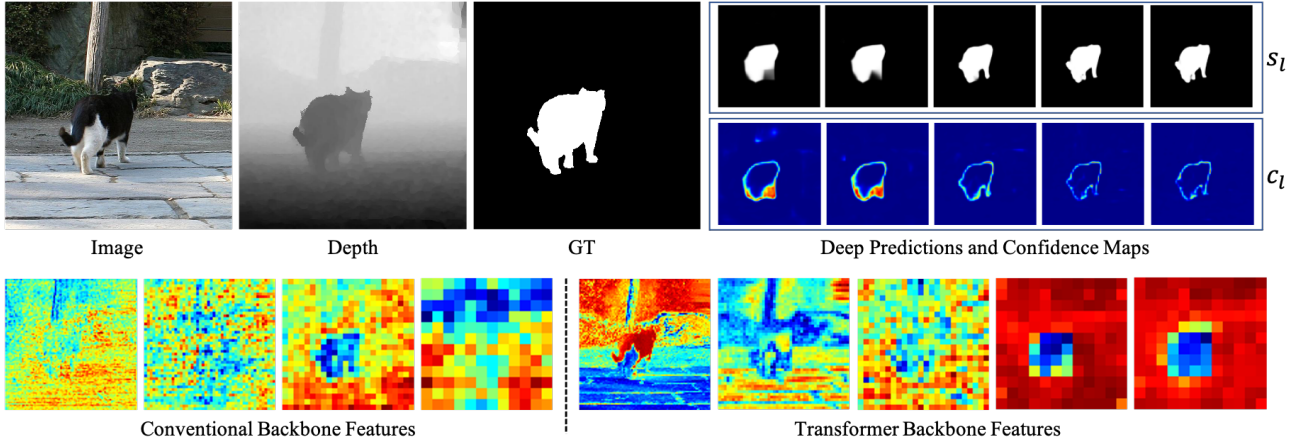 s_l
c_l
Image
Depth
GT
Deep Predictions and Confidence Maps
Conventional Backbone Features
Transformer Backbone Features